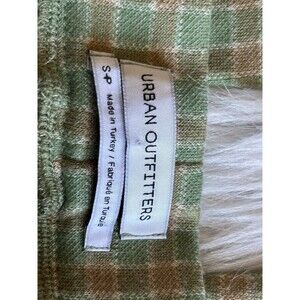 URBAN OUTFITTERS
S-P
Made in Turkey / Fabriqué en Turquie